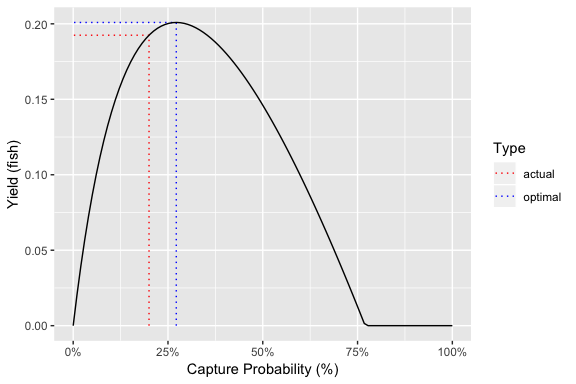 Yield (fish)
0.20
0.15
0.10
0.05
0.00
0%
25%
50%
75%
100%
Capture Probability (%)
Type
actual
optimal